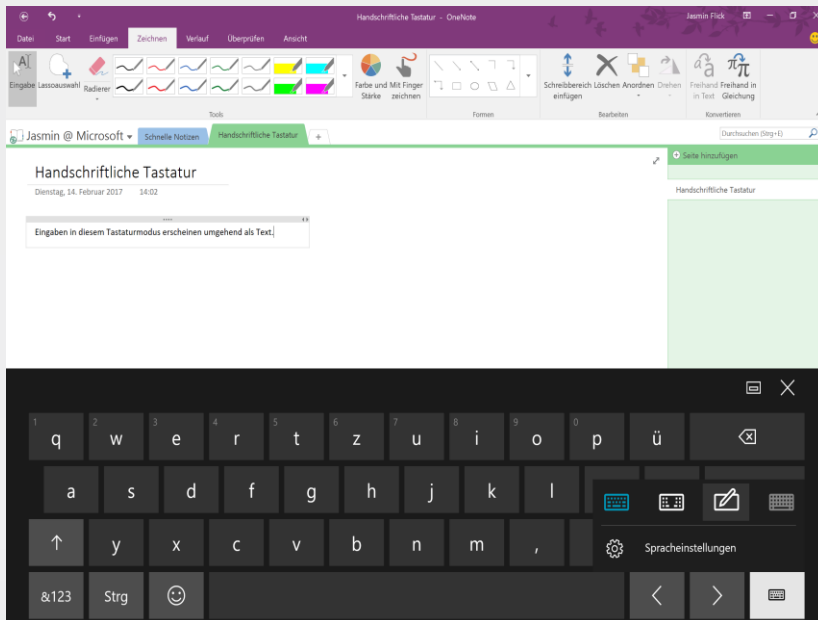 Handschriftliche Tastatur - OneNote
Jasmin Flick
Datei Start Einfügen Zeichnen Verlauf Überprüfen Ansicht
Eingabe Lassoauswahl Radierer Farbe und Stärke Mit Finger zeichnen Schreibbereich einfügen Löschen Anordnen Drehen Freihand in Text Freihand in Gleichung
Tools Formen Bearbeiten Konvertieren
Jasmin @ Microsoft Schnelle Notizen Handschriftliche Tastatur + Durchsuchen (Strg+E)
Seite hinzufügen
Handschriftliche Tastatur
Handschriftliche Tastatur
Dienstag, 14. Februar 2017 14:02
Eingaben in diesem Tastaturmodus erscheinen umgehend als Text.
1 2 3 4 5 6 7 8 9 0
q w e r t z u i o p ü
a s d f g h j k l
y x c v b n m ,
Spracheinstellungen
&123 Strg